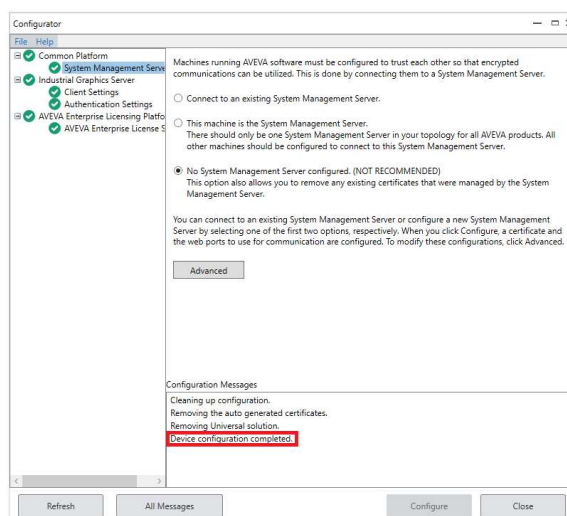 Configurator
File Help
Common Platform
System Management Serve
Industrial Graphics Server
Client Settings
Authentication Settings
AVEVA Enterprise Licensing Platfo
AVEVA Enterprise License S
Machines running AVEVA software must be configured to trust each other so that encrypted
communications can be utilized. This is done by connecting them to a System Management Server.
Connect to an existing System Management Server.
This machine is the System Management Server.
There should only be one System Management Server in your topology for all AVEVA products. All
other machines should be configured to connect to this System Management Server.
No System Management Server configured. (NOT RECOMMENDED)
This option also allows you to remove any existing certificates that were managed by the System
Management Server.
You can connect to an existing System Management Server or configure a new System Management
Server by selecting one of the first two options, respectively. When you click Configure, a certificate and
the web ports to use for communication are configured. To modify these configurations, click Advanced.
Advanced
Configuration Messages
Cleaning up configuration.
Removing the auto generated certificates.
Removing Universal solution.
Device configuration completed.
Refresh
All Messages
Configure
Close